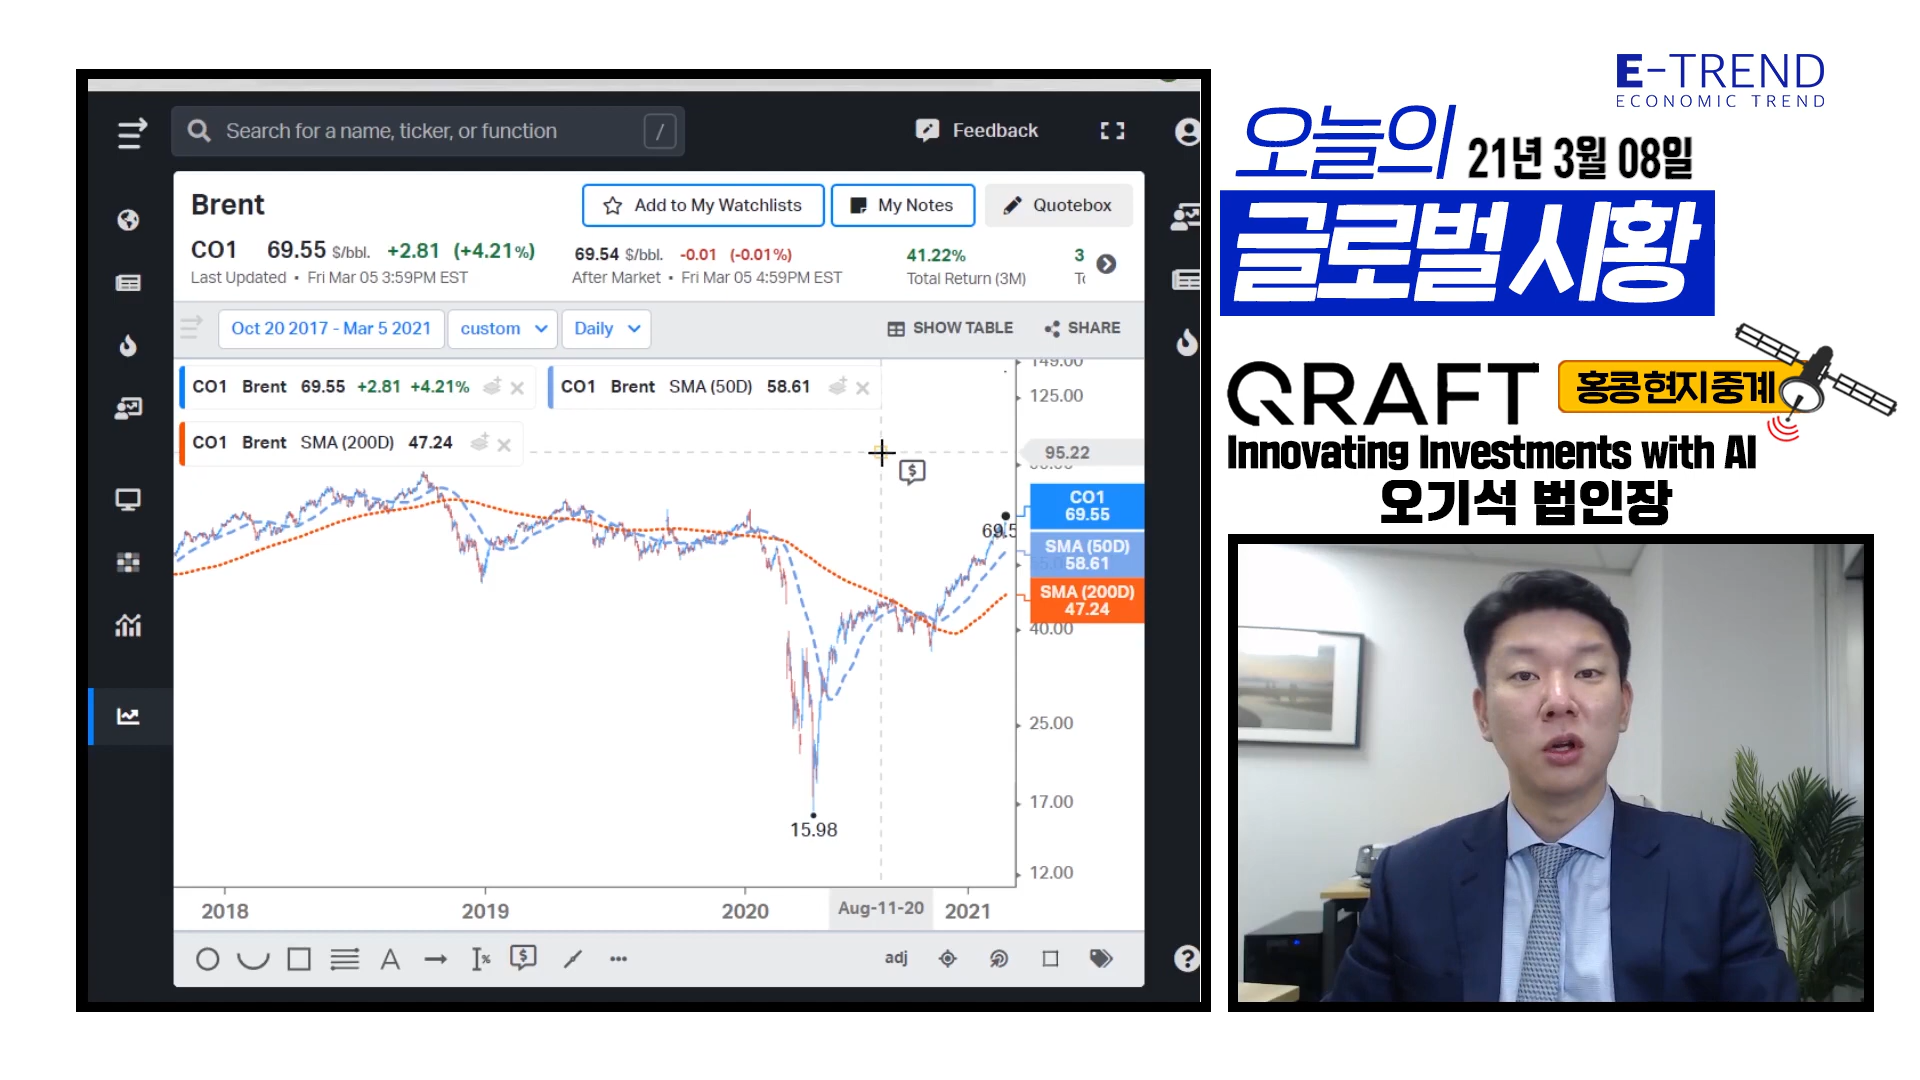 Search for a name, ticker, or function
/
Feedback
Brent
Add to My Watchlists
My Notes
Quotebox
CO1 69.55 $/bbl. +2.81 (+4.21%)
Last Updated • Fri Mar 05 3:59PM EST
69.54 $/bbl. -0.01 (-0.01%)
After Market • Fri Mar 05 4:59PM EST
41.22%
Total Return (3M)
3
Oct 20 2017 - Mar 5 2021
custom
Daily
SHOW TABLE
SHARE
CO1 Brent 69.55 +2.81 +4.21%
CO1 Brent SMA (50D) 58.61
CO1 Brent SMA (200D) 47.24
149.00
125.00
95.22
CO1
69.55
69.5
SMA (50D)
58.61
SMA (200D)
47.24
40.00
25.00
17.00
15.98
12.00
2018
2019
2020
Aug-11-20
2021
A
%
$
adj
?
E-TREND
ECONOMIC TREND
오늘의
21년 3월 08일
글로벌 시황
QRAFT
홍콩 현지 중계
Innovating Investments with AI
오기석 법인장